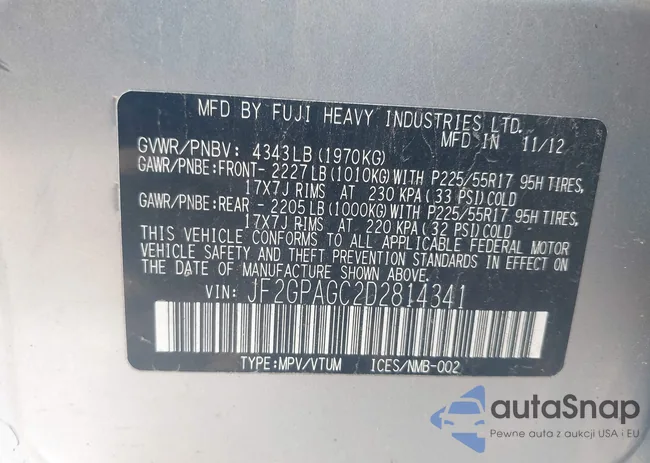 MFD BY FUJI HEAVY INDUSTRIES LTD.
MFD IN 11/12
GVWR/PNBV: 4343LB(1970KG)
GAWR/PNBE:FRONT- 2227LB(1010KG)WITH P225/55R17 95H TIRES,
17X7J RIMS AT 230 KPA(33 PSI)COLD
GAWR/PNBE:REAR - 2205LB(1000KG)WITH P225/55R17 95H TIRES,
17X7J RIMS AT 220 KPA(32 PSI)COLD
THIS VEHICLE CONFORMS TO ALL APPLICABLE FEDERAL MOTOR
VEHICLE SAFETY AND THEFT PREVENTION STANDARDS IN EFFECT ON
THE DATE OF MANUFACTURE SHOWN ABOVE.
VIN: JF2GPAGC2D2814341
TYPE:MPV/VTUM ICES/NMB-002
autaSnap
Pewne auta z aukcji USA i EU